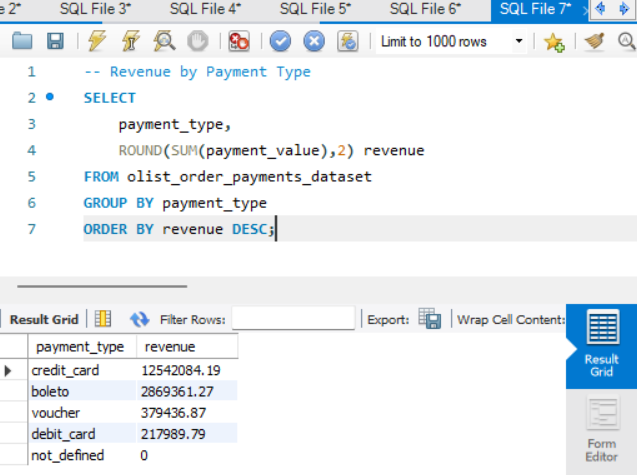 2* SQL File 3* SQL File 4* SQL File 5* SQL File 6* SQL File 7*
Limit to 1000 rows
1 -- Revenue by Payment Type
2 SELECT
3 payment_type,
4 ROUND(SUM(payment_value),2) revenue
5 FROM olist_order_payments_dataset
6 GROUP BY payment_type
7 ORDER BY revenue DESC;
Result Grid Filter Rows: Export: Wrap Cell Content:
payment_type revenue
credit_card 12542084.19
boleto 2869361.27
voucher 379436.87
debit_card 217989.79
not_defined 0
Result
Grid
Form
Editor